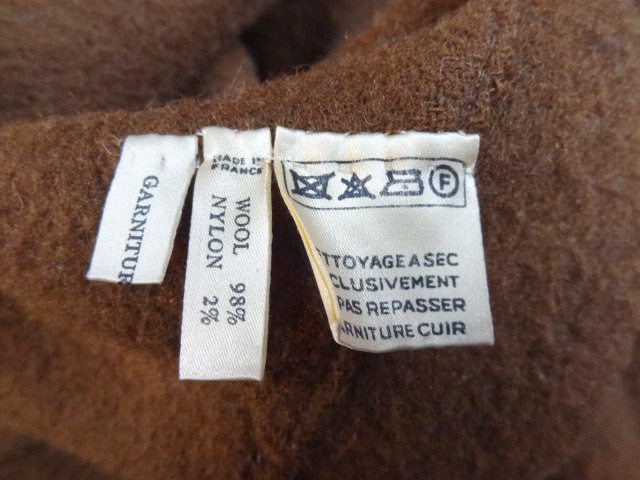 GARNITUR
MADE IN
FRANCE
WOOL 98%
NYLON 2%
F
TTOYAGE A SEC
CLUSIVEMENT
PAS REPASSER
ARNITURE CUIR